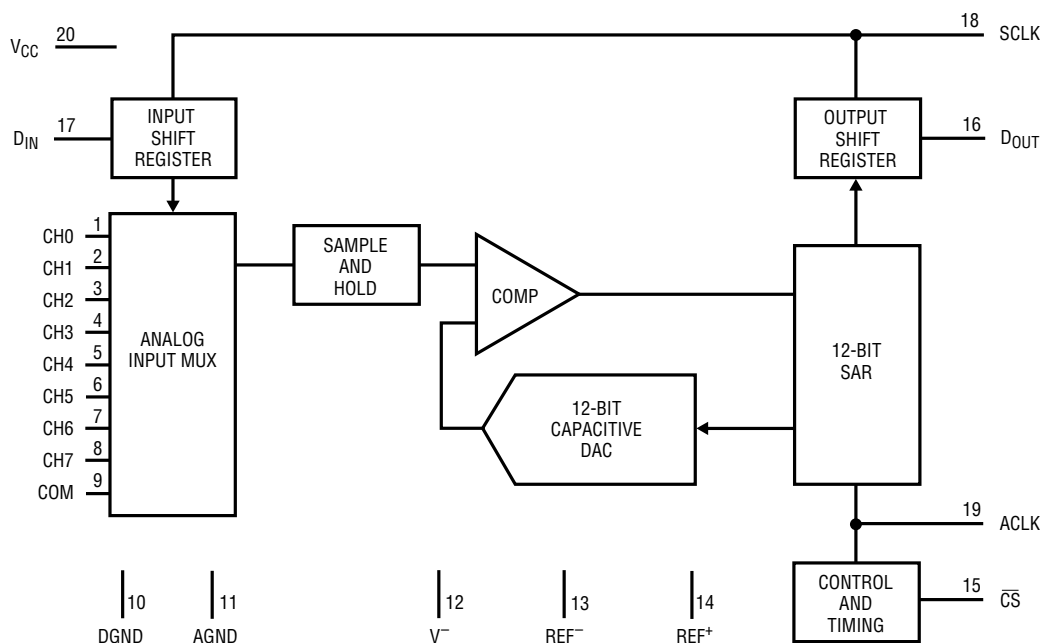 20
V_CC
18
SCLK
INPUT
SHIFT
REGISTER
17
D_IN
OUTPUT
SHIFT
REGISTER
16
D_OUT
CH0 1
CH1 2
CH2 3
CH3 4
CH4 5
CH5 6
CH6 7
CH7 8
COM 9
ANALOG
INPUT MUX
SAMPLE
AND
HOLD
COMP
12-BIT
CAPACITIVE
DAC
12-BIT
SAR
19
ACLK
CONTROL
AND
TIMING
15
C̅S̅
10
DGND
11
AGND
12
V⁻
13
REF⁻
14
REF⁺